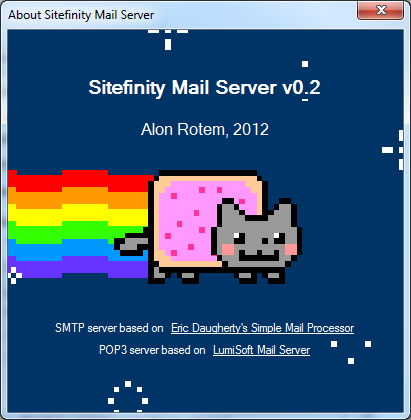 About Sitefinity Mail Server
Sitefinity Mail Server v0.2
Alon Rotem, 2012
SMTP server based on Eric Daugherty's Simple Mail Processor
POP3 server based on LumiSoft Mail Server